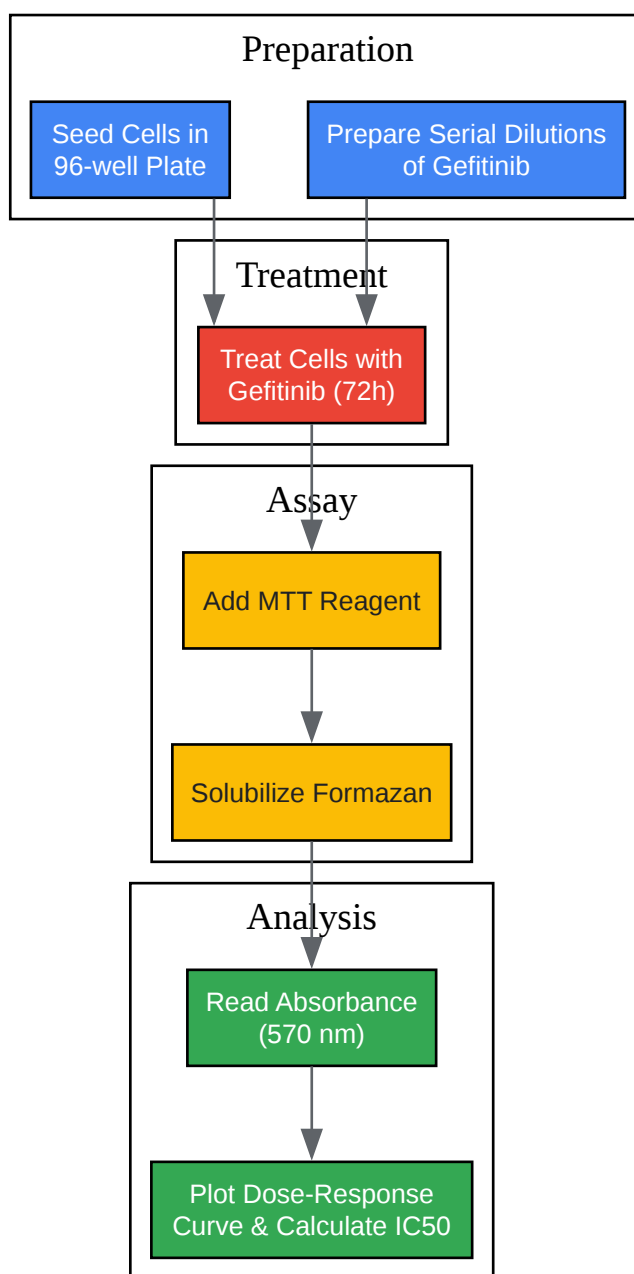 Preparation
Seed Cells in
96-well Plate
Prepare Serial Dilutions
of Gefitinib
Treatment
Treat Cells with
Gefitinib (72h)
Assay
Add MTT Reagent
Solubilize Formazan
Analysis
Read Absorbance
(570 nm)
Plot Dose-Response
Curve & Calculate IC50